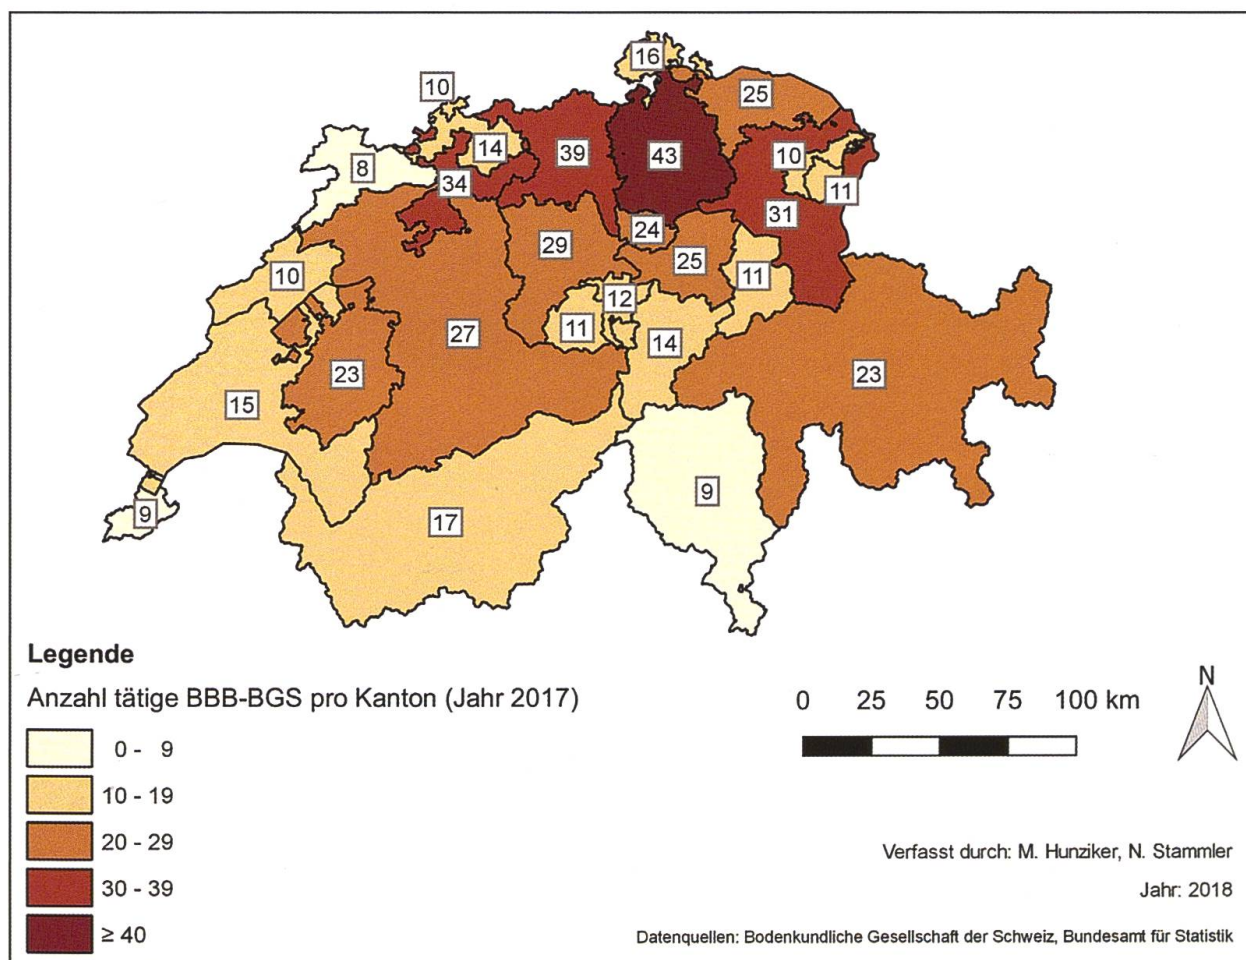 16
10
25
8
14
39
43
10
34
11
31
24
29
25
10
11
12
11
27
14
23
23
15
9
9
17
Legende
Anzahl tätige BBB-BGS pro Kanton (Jahr 2017)
0 - 9
10 - 19
20 - 29
30 - 39
≥ 40
0 25 50 75 100 km
N
Verfasst durch: M. Hunziker, N. Stammler
Jahr: 2018
Datenquellen: Bodenkundliche Gesellschaft der Schweiz, Bundesamt für Statistik